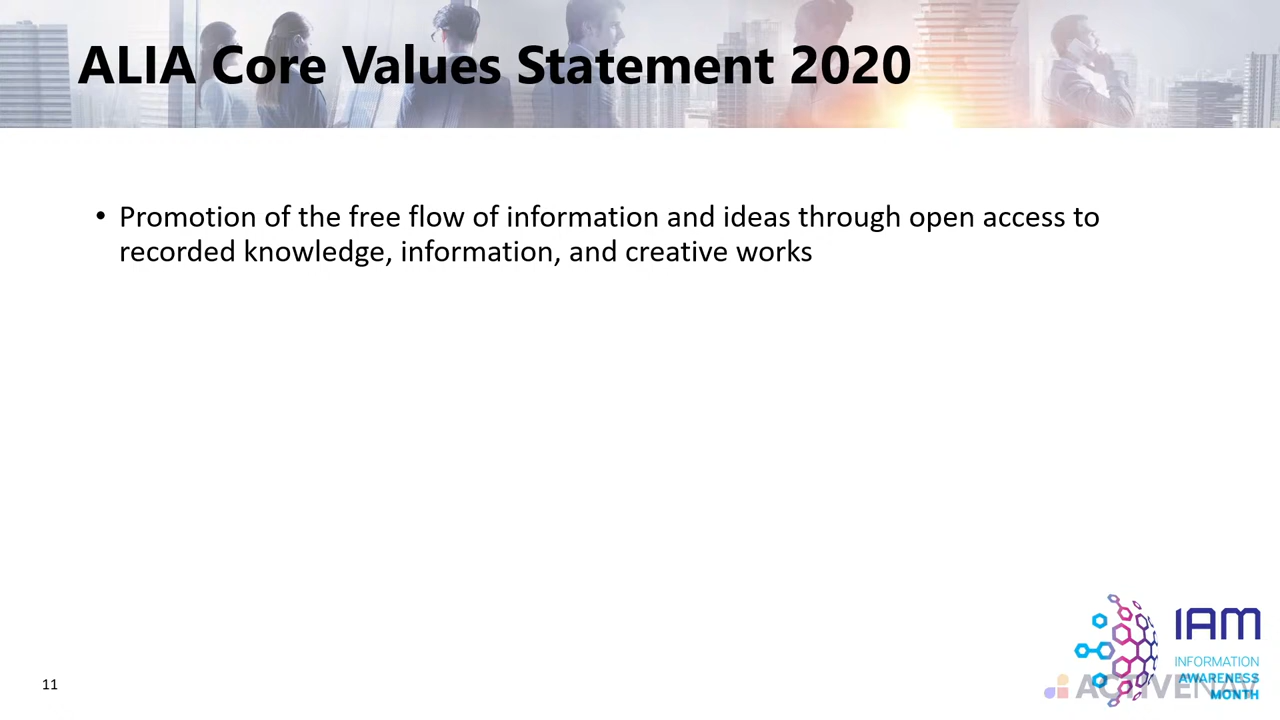 ALIA Core Values Statement 2020
• Promotion of the free flow of information and ideas through open access to
recorded knowledge, information, and creative works
IAM
INFORMATION
AWARENESS
MONTH
ACTIVENAV
11